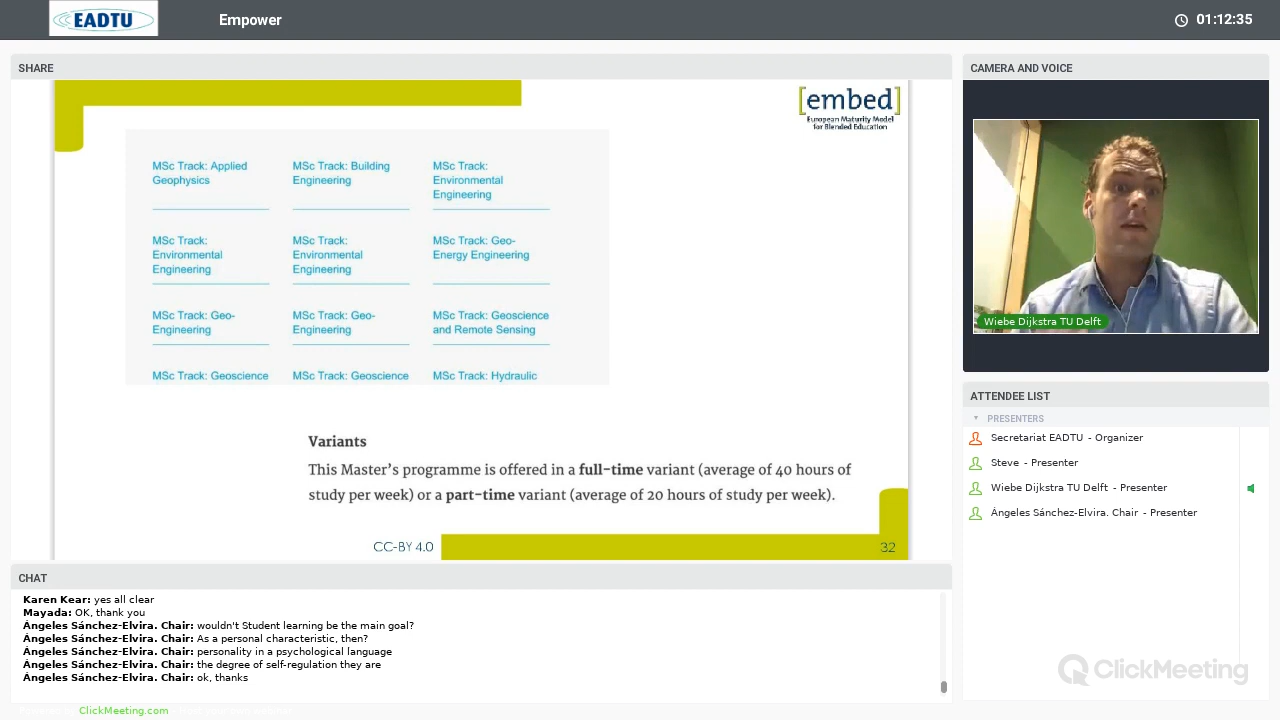 EADTU
Empower
01:12:35
SHARE
[embed]
European Maturity Model
for Blended Education
MSc Track: Applied
Geophysics
MSc Track: Building
Engineering
MSc Track:
Environmental
Engineering
MSc Track:
Environmental
Engineering
MSc Track:
Environmental
Engineering
MSc Track: Geo-
Energy Engineering
MSc Track: Geo-
Engineering
MSc Track: Geo-
Engineering
MSc Track: Geoscience
and Remote Sensing
MSc Track: Geoscience
MSc Track: Geoscience
MSc Track: Hydraulic
Variants
This Master's programme is offered in a full-time variant (average of 40 hours of
study per week) or a part-time variant (average of 20 hours of study per week).
CC-BY 4.0
32
CAMERA AND VOICE
Wiebe Dijkstra TU Delft
ATTENDEE LIST
PRESENTERS
Secretariat EADTU - Organizer
Steve - Presenter
Wiebe Dijkstra TU Delft - Presenter
Ángeles Sánchez-Elvira. Chair - Presenter
ClickMeeting
CHAT
Karen Kear: yes all clear
Mayada: OK, thank you
Ángeles Sánchez-Elvira. Chair: wouldn't Student learning be the main goal?
Ángeles Sánchez-Elvira. Chair: As a personal characteristic, then?
Ángeles Sánchez-Elvira. Chair: personality in a psychological language
Ángeles Sánchez-Elvira. Chair: the degree of self-regulation they are
Ángeles Sánchez-Elvira. Chair: ok, thanks
ClickMeeting.com